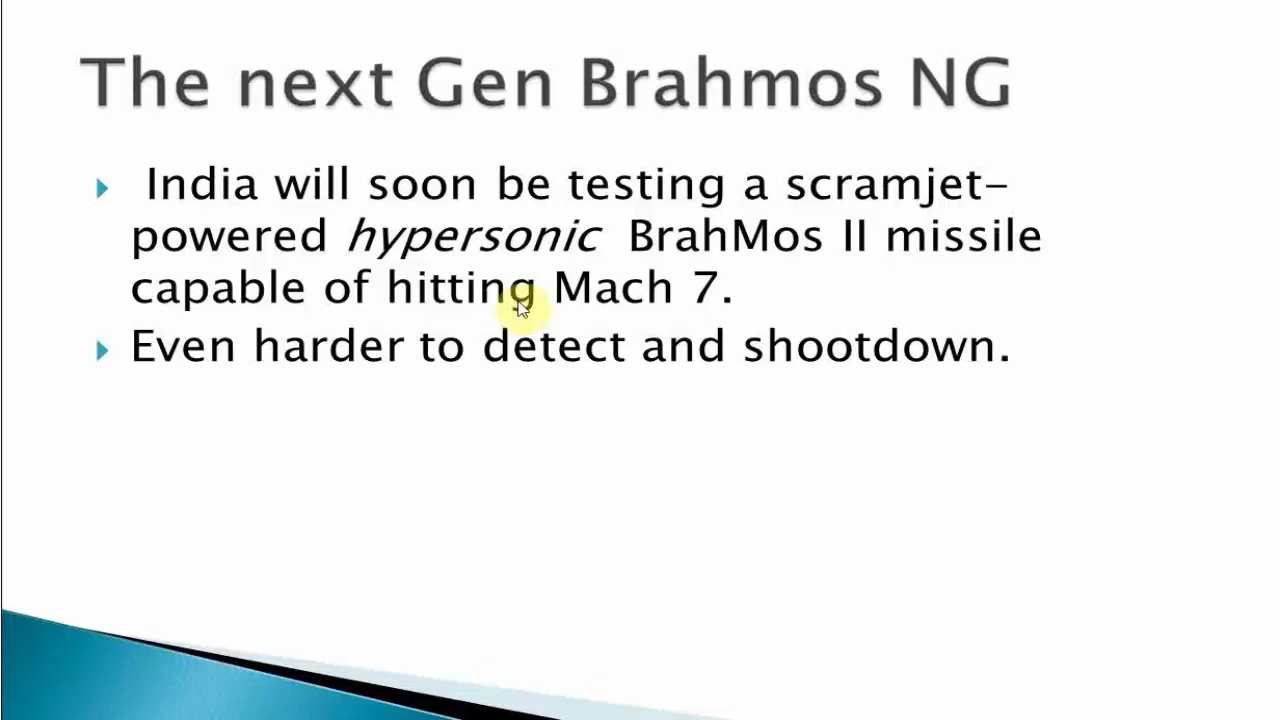 The next Gen Brahmos NG
India will soon be testing a scramjet-
powered hypersonic BrahMos II missile
capable of hitting Mach 7.
Even harder to detect and shootdown.